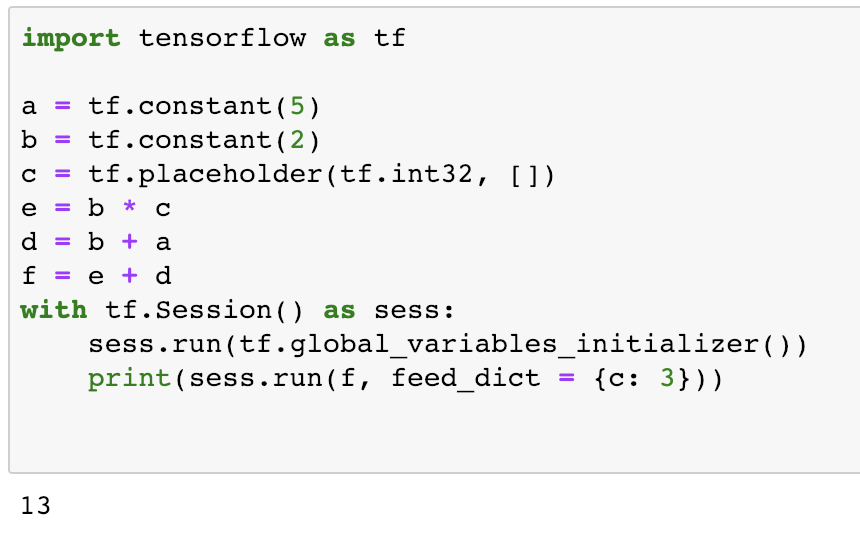 import tensorflow as tf
a = tf.constant(5)
b = tf.constant(2)
c = tf.placeholder(tf.int32, [])
e = b * c
d = b + a
f = e + d
with tf.Session() as sess:
    sess.run(tf.global_variables_initializer())
    print(sess.run(f, feed_dict = {c: 3}))
13